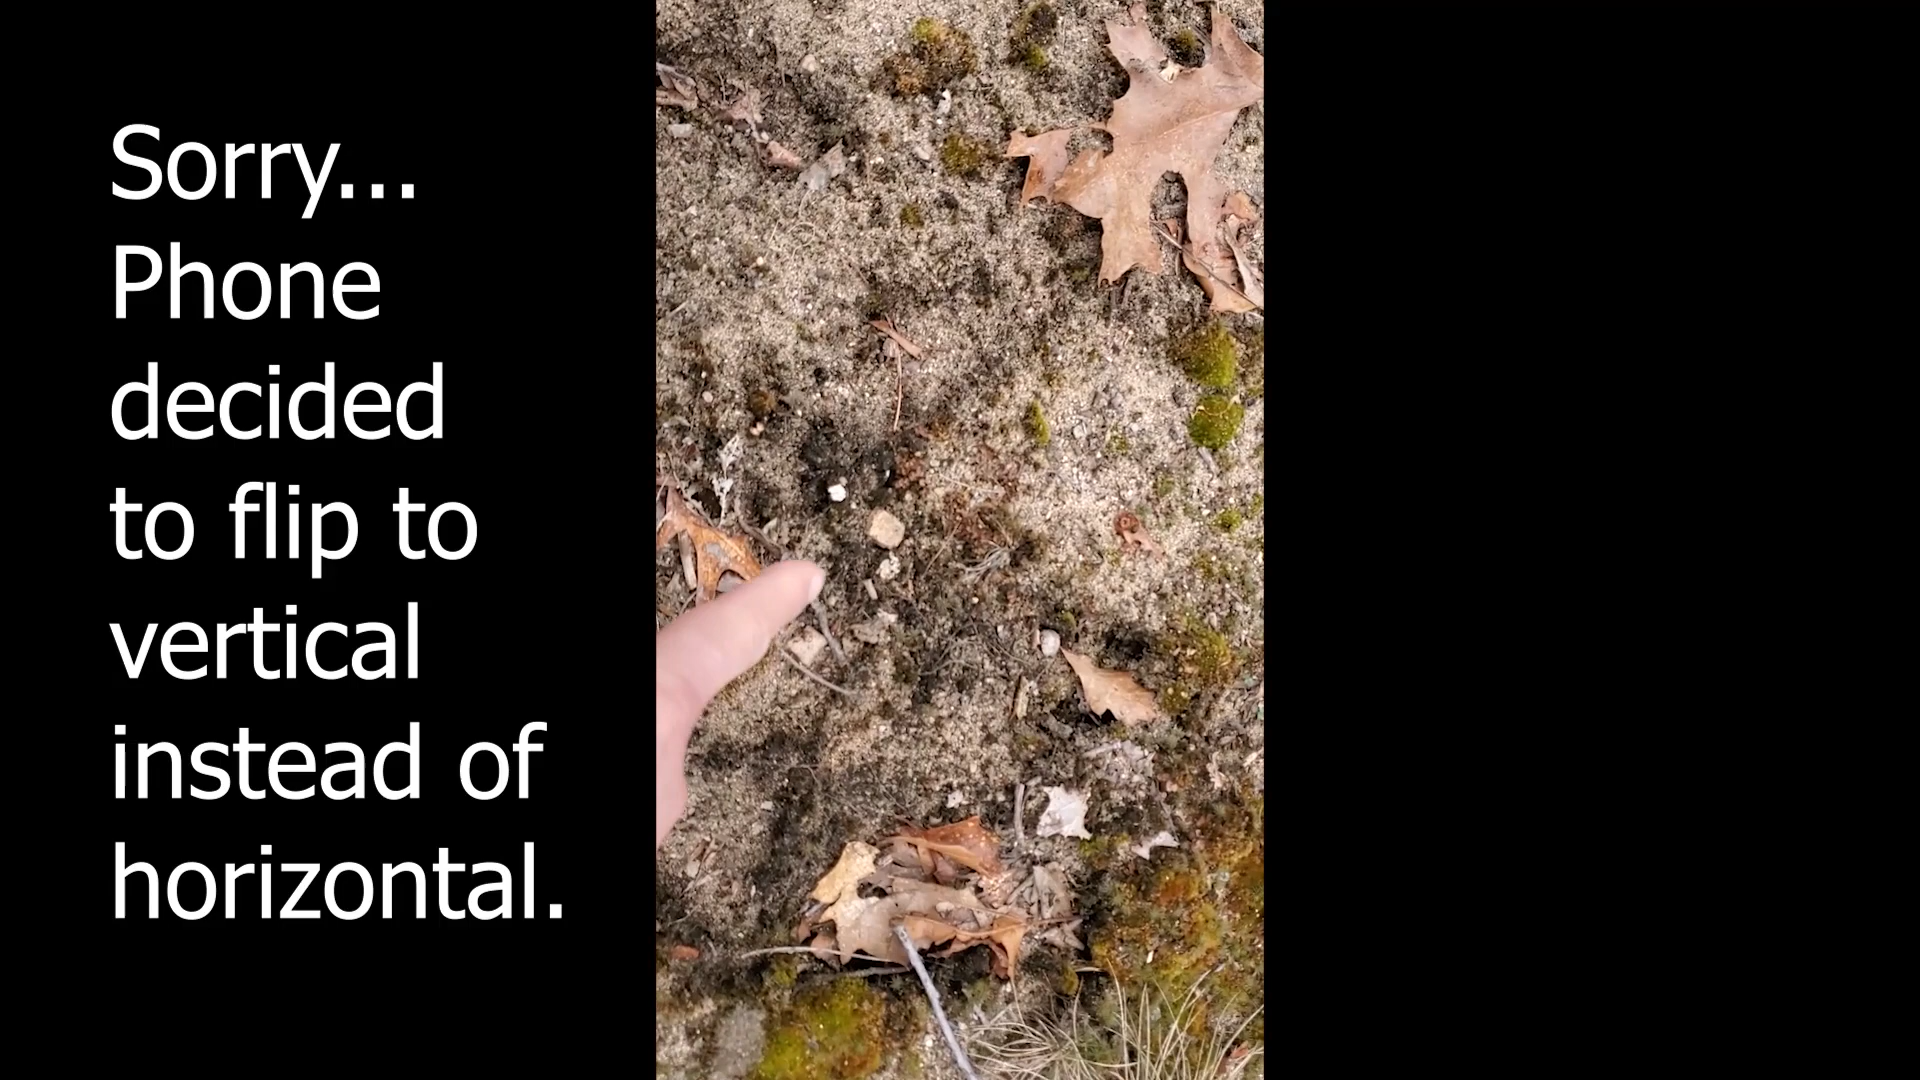 Sorry...
Phone
decided
to flip to
vertical
instead of
horizontal.